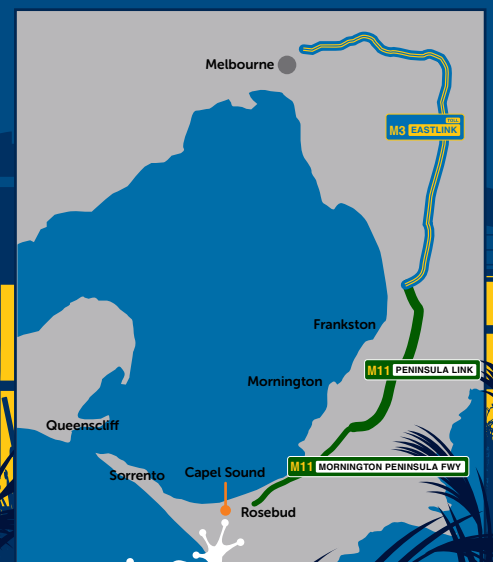 Melbourne
TOLL
M3 EASTLINK
Frankston
M11 PENINSULA LINK
Mornington
Queenscliff
M11 MORNINGTON PENINSULA FWY
Capel Sound
Sorrento
Rosebud